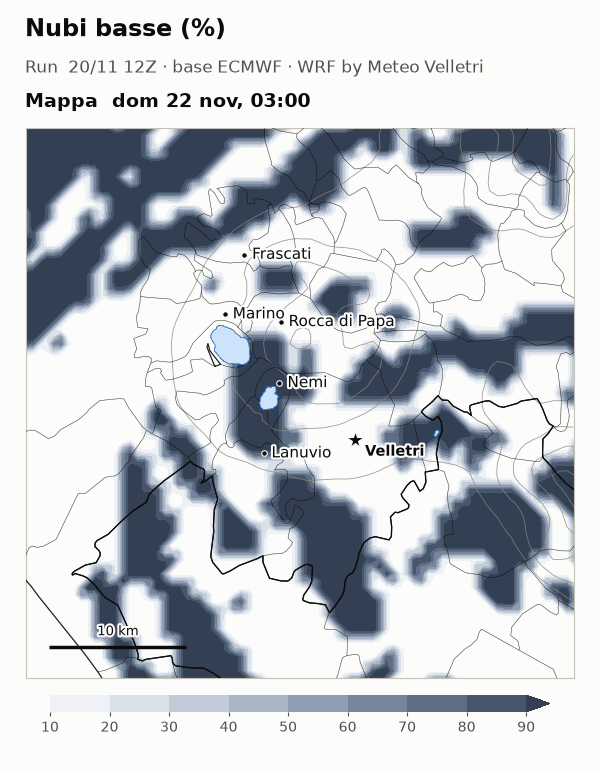 Nubi basse (%)
Run  20/11 12Z · base ECMWF · WRF by Meteo Velletri
Mappa  dom 22 nov, 03:00
Frascati
Marino
Rocca di Papa
Nemi
Velletri
Lanuvio
10 km
10 20 30 40 50 60 70 80 90